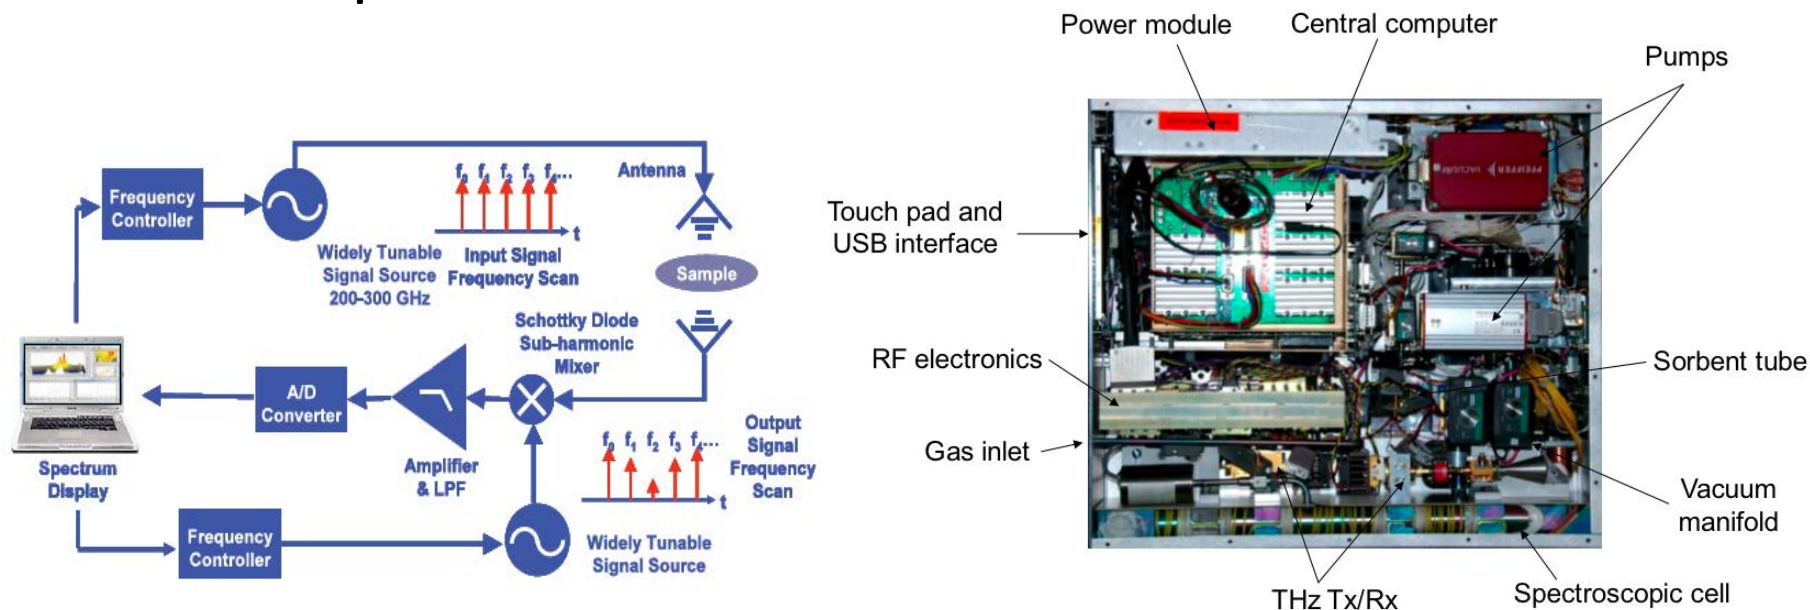 Frequency
Controller
f₀ f₁ f₂ f₃ f₄...
t
Antenna
Widely Tunable
Signal Source
200-300 GHz
Input Signal
Frequency Scan
Sample
Schottky Diode
Sub-harmonic
Mixer
A/D
Converter
Amplifier
& LPF
Spectrum
Display
f₀ f₁ f₂ f₃ f₄...
t
Output
Signal
Frequency
Scan
Frequency
Controller
Widely Tunable
Signal Source
Power module
Central computer
Pumps
PFEIFFER
VACUUM
Touch pad and
USB interface
RF electronics
Sorbent tube
Gas inlet
Vacuum
manifold
THz Tx/Rx
Spectroscopic cell